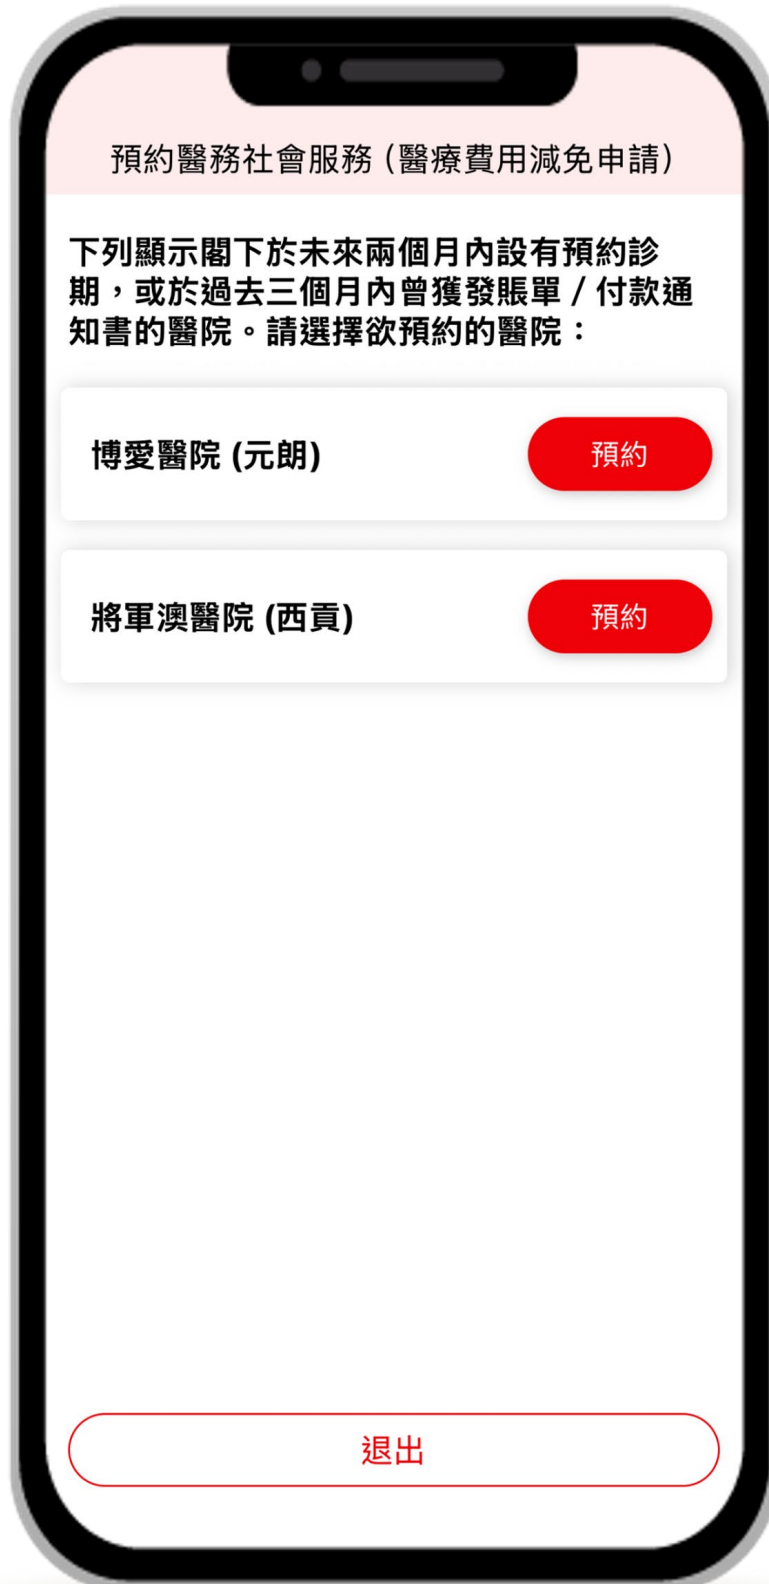 預約醫務社會服務 (醫療費用減免申請)
下列顯示閣下於未來兩個月內設有預約診
期，或於過去三個月內曾獲發賬單 / 付款通
知書的醫院。請選擇欲預約的醫院：
博愛醫院 (元朗)
預約
將軍澳醫院 (西貢)
預約
退出